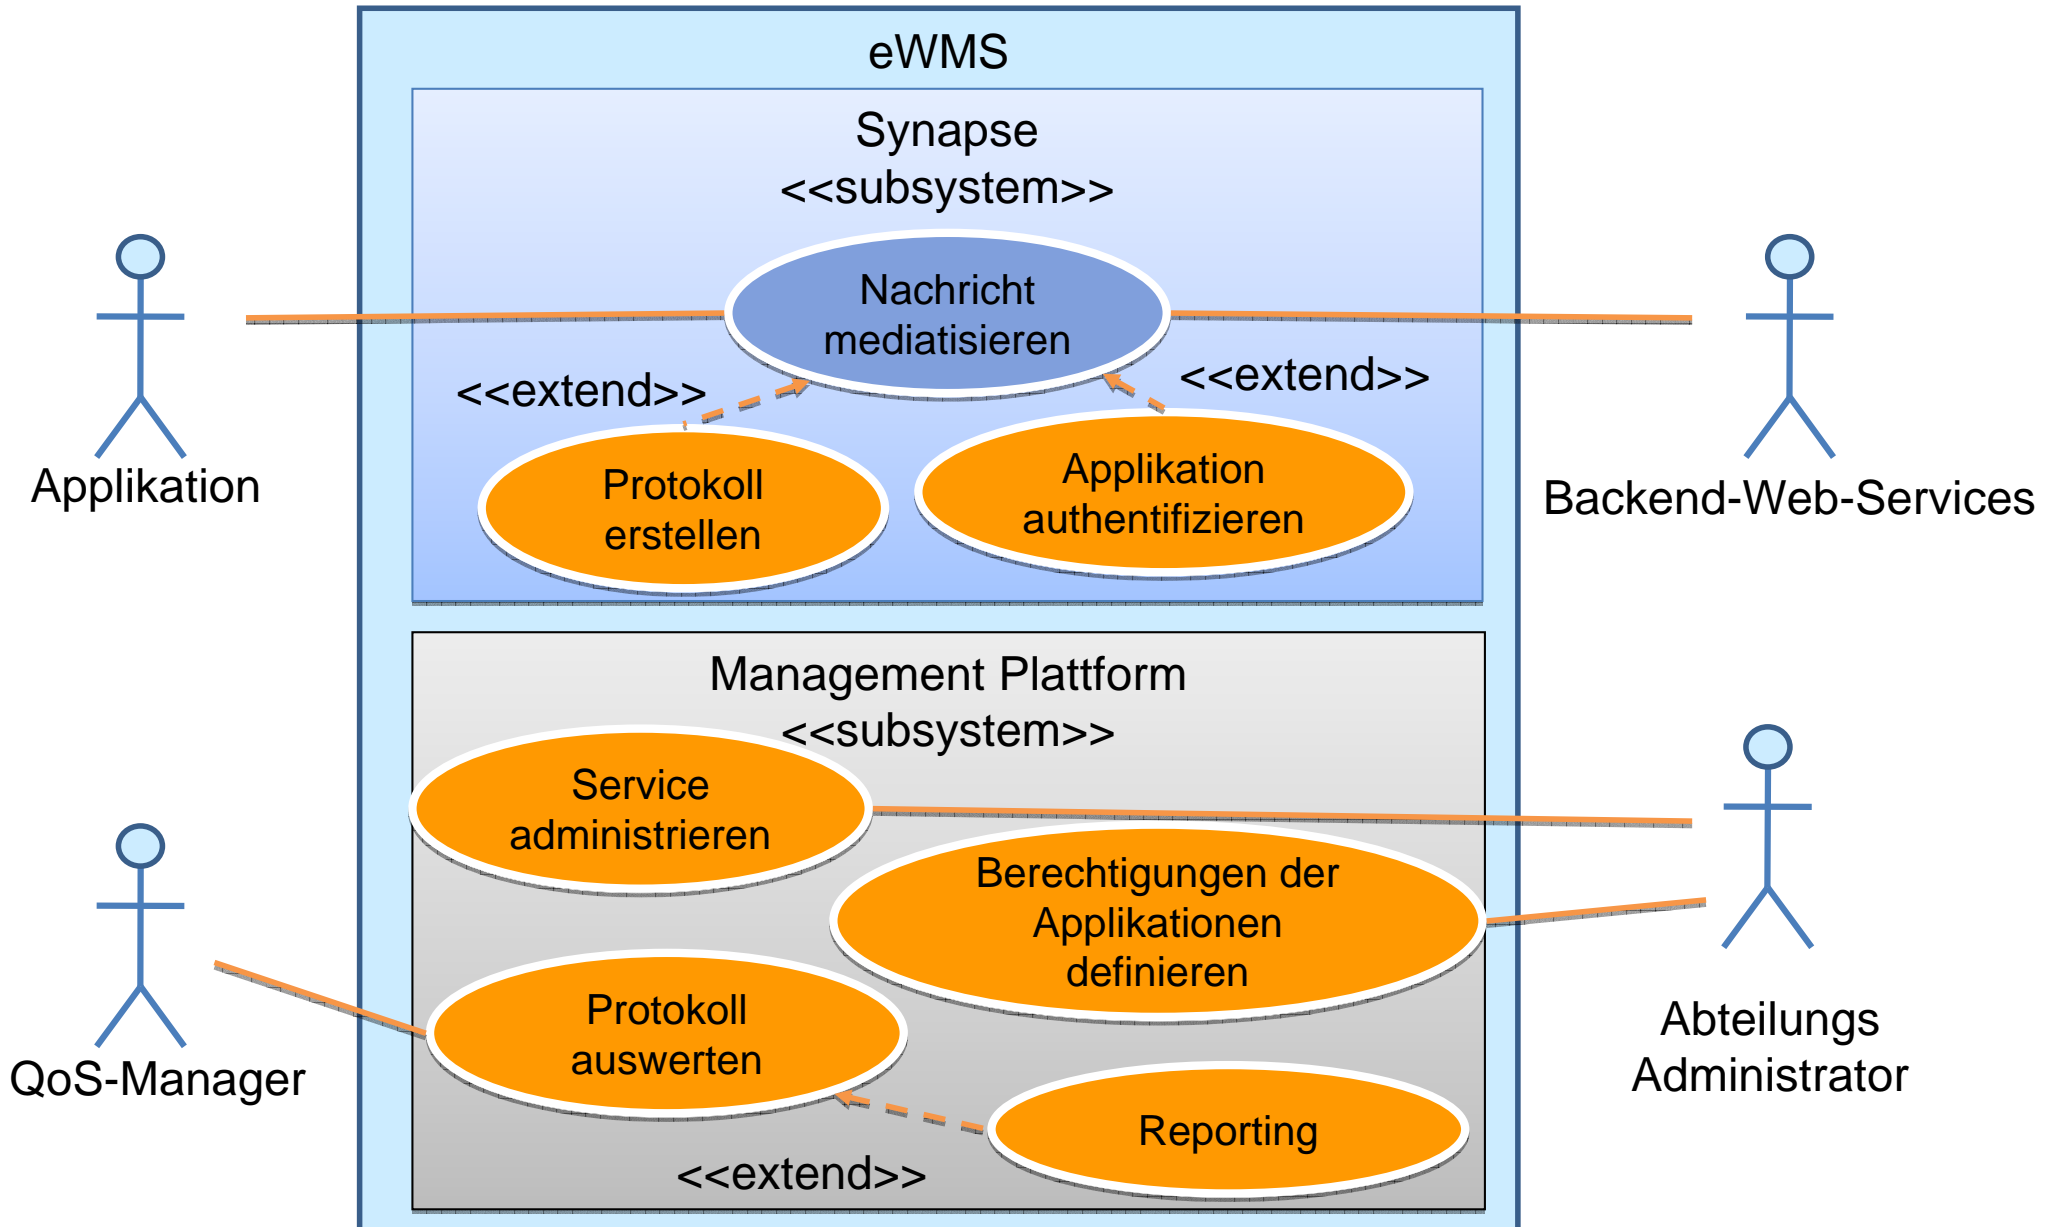 eWMS
Synapse
<<subsystem>>
Nachricht
mediatisieren
<<extend>>
<<extend>>
Protokoll
erstellen
Applikation
authentifizieren
Applikation
Backend-Web-Services
Management Plattform
<<subsystem>>
Service
administrieren
Berechtigungen der
Applikationen
definieren
Protokoll
auswerten
Reporting
<<extend>>
QoS-Manager
Abteilungs
Administrator